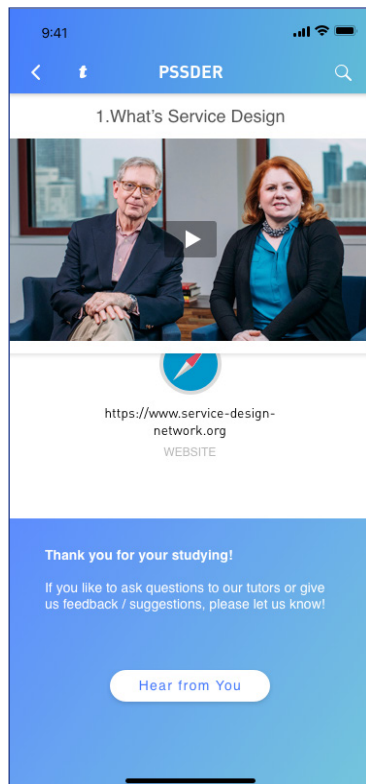 9:41
t PSSDER
1.What's Service Design
https://www.service-design-
network.org
WEBSITE
Thank you for your studying!
If you like to ask questions to our tutors or give
us feedback / suggestions, please let us know!
Hear from You